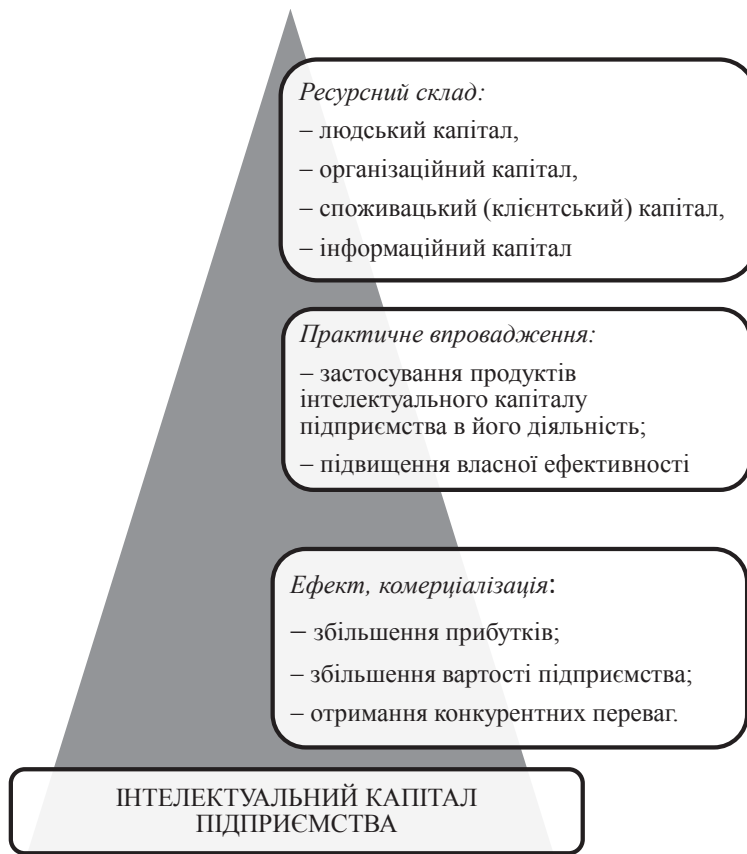 Ресурсний склад:
– людський капітал,
– організаційний капітал,
– споживацький (клієнтський) капітал,
– інформаційний капітал
Практичне впровадження:
– застосування продуктів
інтелектуального капіталу
підприємства в його діяльність;
– підвищення власної ефективності
Ефект, комерціалізація:
– збільшення прибутків;
– збільшення вартості підприємства;
– отримання конкурентних переваг.
ІНТЕЛЕКТУАЛЬНИЙ КАПІТАЛ
ПІДПРИЄМСТВА